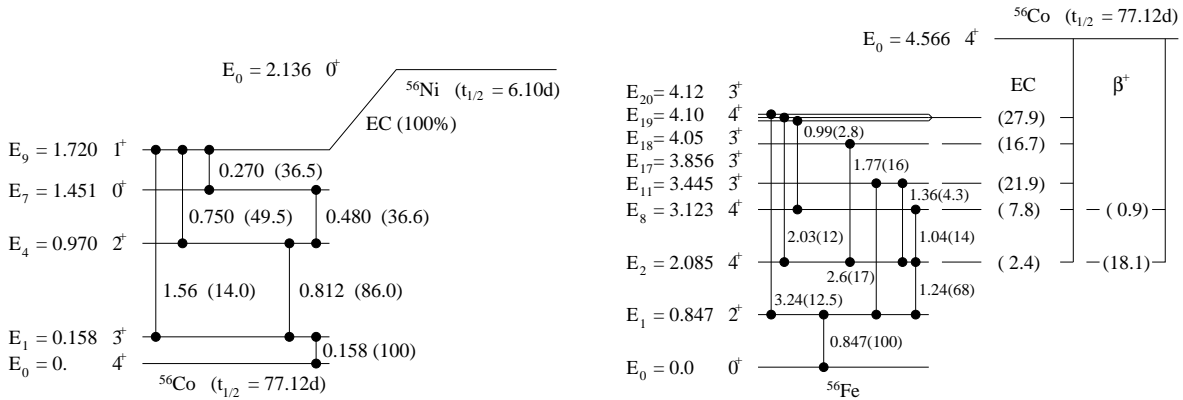 E₀ = 2.136 0⁺
⁵⁶Ni (t₁/₂ = 6.10d)
EC (100%)
E₉ = 1.720 1⁺
0.270 (36.5)
E₇ = 1.451 0⁺
0.750 (49.5)
0.480 (36.6)
E₄ = 0.970 2⁺
1.56 (14.0)
0.812 (86.0)
E₁ = 0.158 3⁺
0.158 (100)
E₀ = 0. 4⁺
⁵⁶Co (t₁/₂ = 77.12d)
⁵⁶Co (t₁/₂ = 77.12d)
E₀ = 4.566 4⁺
EC β⁺
E₂₀= 4.12 3⁺
E₁₉= 4.10 4⁺
(27.9)
0.99(2.8)
E₁₈= 4.05 3⁺
(16.7)
E₁₇= 3.856 3⁺
1.77(16)
E₁₁= 3.445 3⁺
(21.9)
1.36(4.3)
E₈ = 3.123 4⁺
( 7.8) ( 0.9)
2.03(12)
1.04(14)
E₂ = 2.085 4⁺
( 2.4) (18.1)
2.6(17)
1.24(68)
3.24(12.5)
E₁ = 0.847 2⁺
0.847(100)
E₀ = 0.0 0⁺
⁵⁶Fe